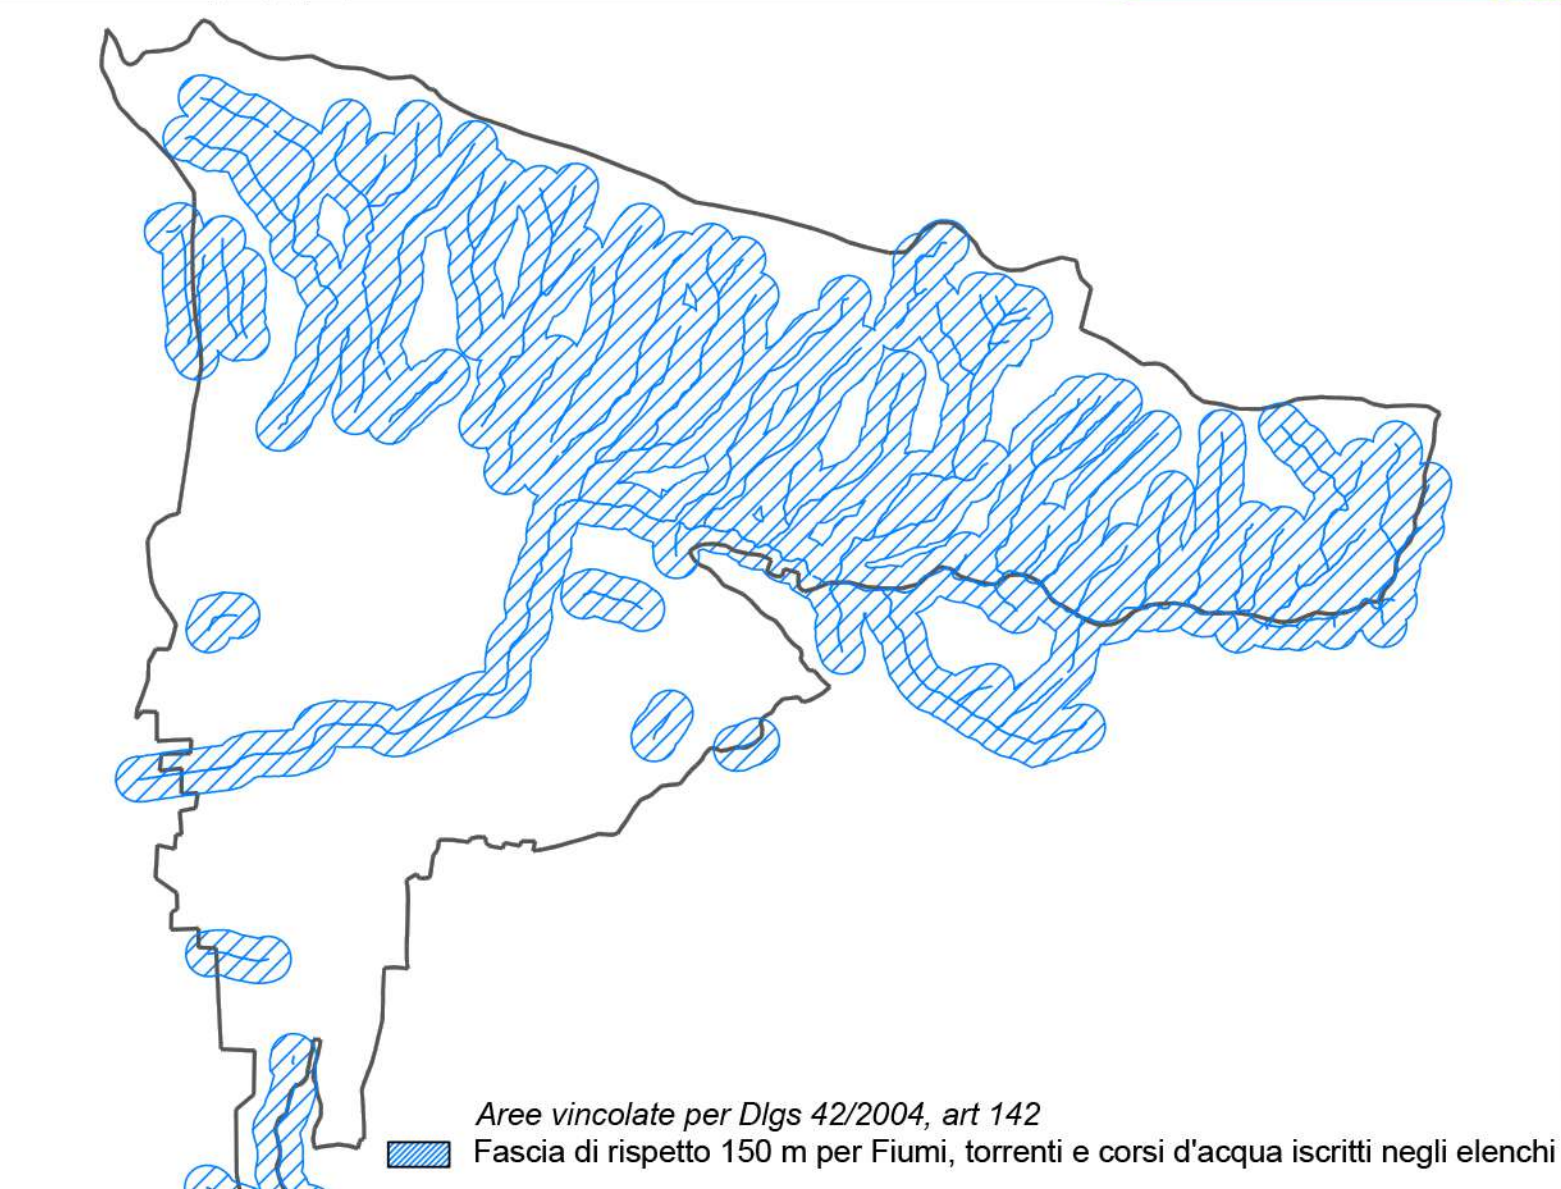 Aree vincolate per Dlgs 42/2004, art 142
Fascia di rispetto 150 m per Fiumi, torrenti e corsi d'acqua iscritti negli elenchi